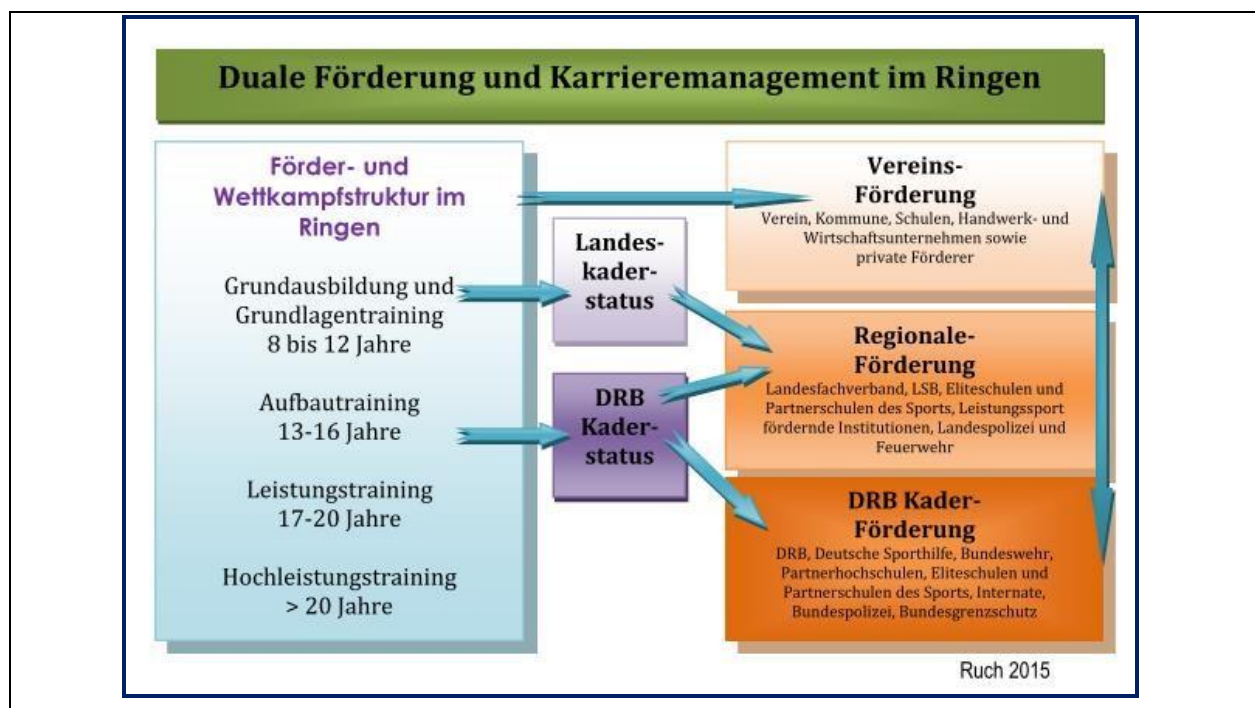 Duale Förderung und Karrieremanagement im Ringen
Förder- und
Wettkampfstruktur im
Ringen
Grundausbildung und
Grundlagentraining
8 bis 12 Jahre
Aufbautraining
13-16 Jahre
Leistungstraining
17-20 Jahre
Hochleistungstraining
> 20 Jahre
Landes-
kader-
status
DRB
Kader-
status
Vereins-
Förderung
Verein, Kommune, Schulen, Handwerk- und
Wirtschaftsunternehmen sowie
private Förderer
Regionale-
Förderung
Landesfachverband, LSB, Eliteschulen und
Partnerschulen des Sports, Leistungssport
fördernde Institutionen, Landespolizei und
Feuerwehr
DRB Kader-
Förderung
DRB, Deutsche Sporthilfe, Bundeswehr,
Partnerhochschulen, Eliteschulen und
Partnerschulen des Sports, Internate,
Bundespolizei, Bundesgrenzschutz
Ruch 2015